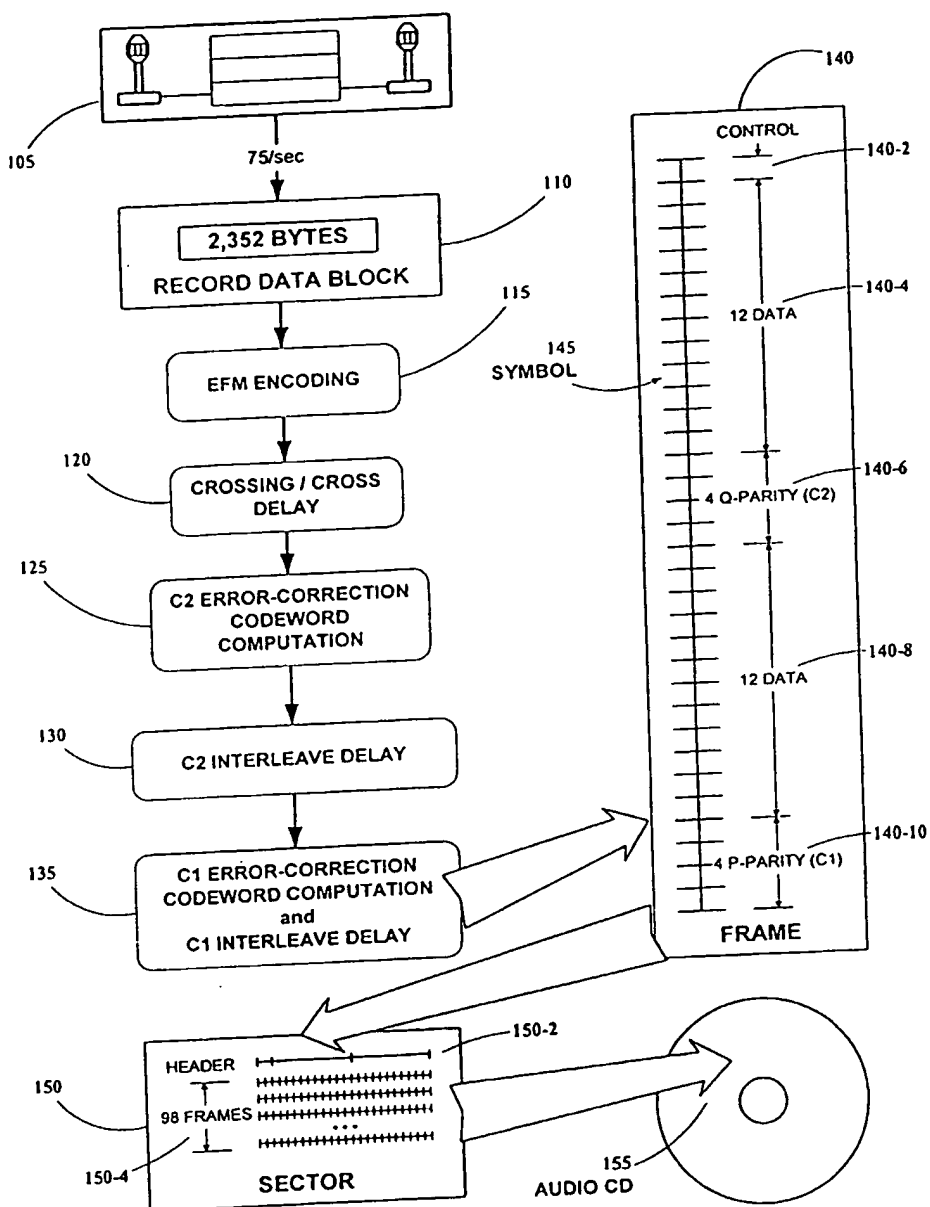 105
75/sec
110
2,352 BYTES
RECORD DATA BLOCK
115
EFM ENCODING
120
CROSSING / CROSS
DELAY
125
C2 ERROR-CORRECTION
CODEWORD
COMPUTATION
130
C2 INTERLEAVE DELAY
135
C1 ERROR-CORRECTION
CODEWORD COMPUTATION
and
C1 INTERLEAVE DELAY
140
CONTROL
140-2
12 DATA
140-4
145
SYMBOL
4 Q-PARITY (C2)
140-6
12 DATA
140-8
4 P-PARITY (C1)
140-10
FRAME
150
HEADER
150-2
98 FRAMES
...
150-4
SECTOR
155
AUDIO CD